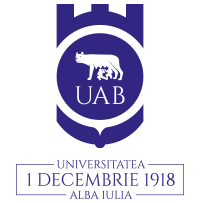 UAB
UNIVERSITATEA
1 DECEMBRIE 1918
ALBA IULIA